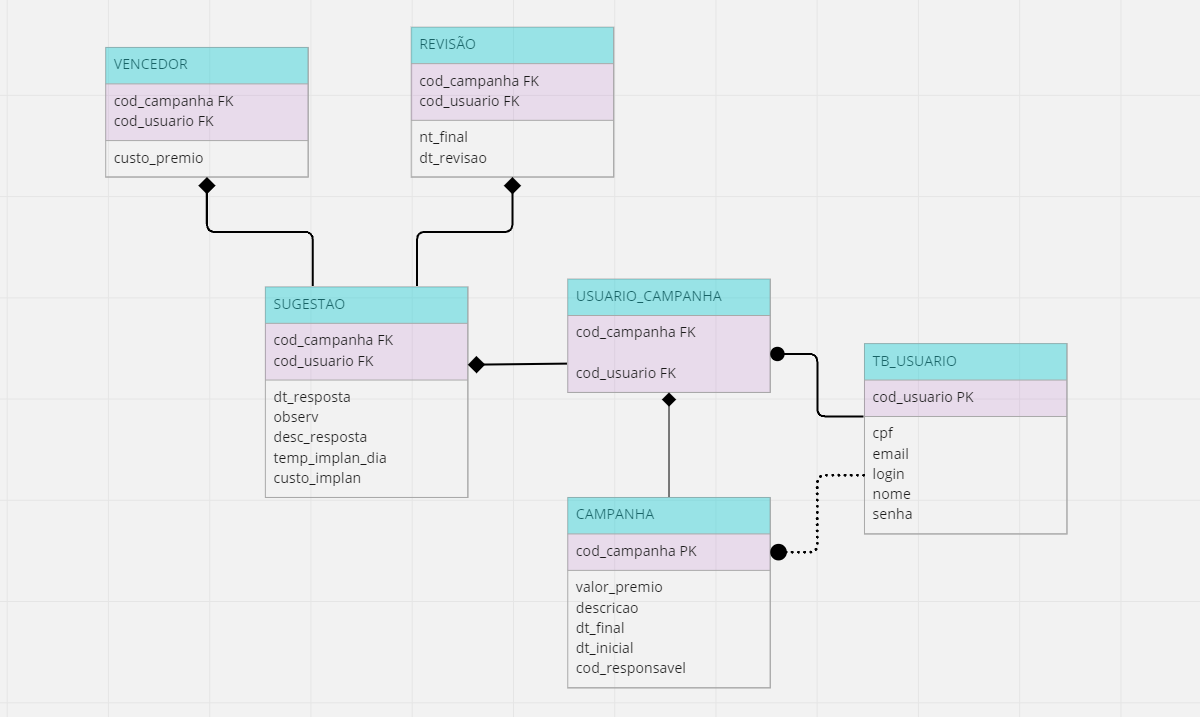 VENCEDOR
cod_campanha FK
cod_usuario FK
custo_premio
REVISÃO
cod_campanha FK
cod_usuario FK
nt_final
dt_revisao
SUGESTAO
cod_campanha FK
cod_usuario FK
dt_resposta
observ
desc_resposta
temp_implan_dia
custo_implan
USUARIO_CAMPANHA
cod_campanha FK
cod_usuario FK
TB_USUARIO
cod_usuario PK
cpf
email
login
nome
senha
CAMPANHA
cod_campanha PK
valor_premio
descricao
dt_final
dt_inicial
cod_responsavel